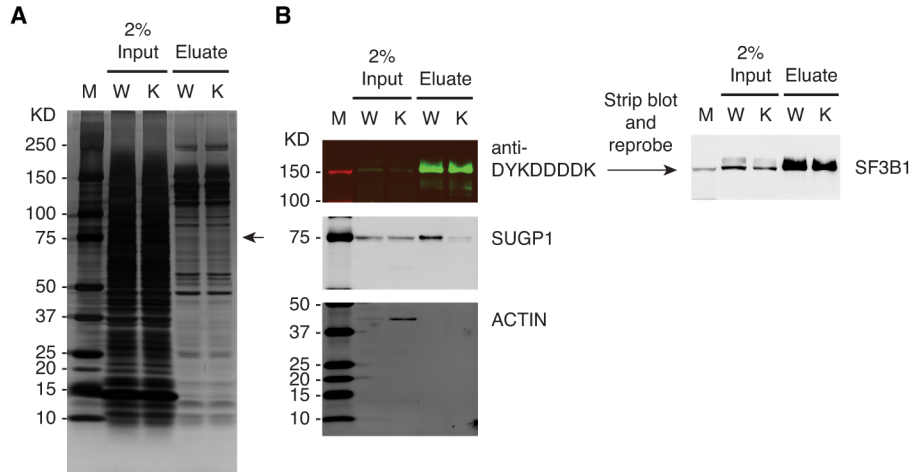 A
2%
Input
Eluate
M
W
K
W
K
KD
250
150
100
75
50
37
25
20
15
10
B
2%
Input
Eluate
M
W
K
W
K
KD
150
100
anti-
DYKDDDDK
75
SUGP1
50
37
25
20
15
10
ACTIN
Strip blot
and
reprobe
2%
Input
Eluate
M
W
K
W
K
SF3B1